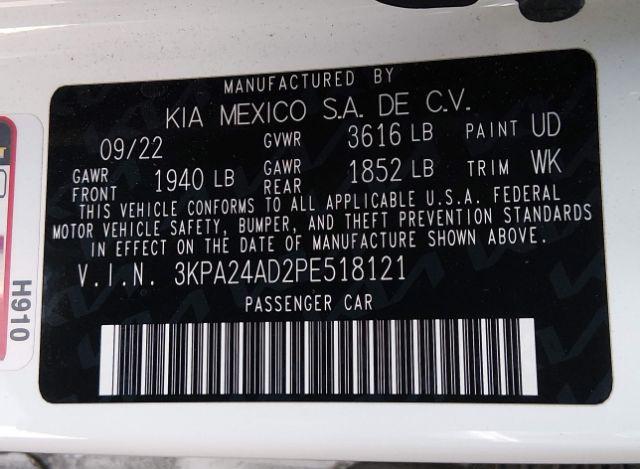 MANUFACTURED BY
KIA MEXICO S.A. DE C.V.
09/22 GVWR 3616 LB PAINT UD
GAWR FRONT 1940 LB GAWR REAR 1852 LB TRIM WK
THIS VEHICLE CONFORMS TO ALL APPLICABLE U.S.A. FEDERAL
MOTOR VEHICLE SAFETY, BUMPER, AND THEFT PREVENTION STANDARDS
IN EFFECT ON THE DATE OF MANUFACTURE SHOWN ABOVE.
V.I.N. 3KPA24AD2PE518121
PASSENGER CAR
H910